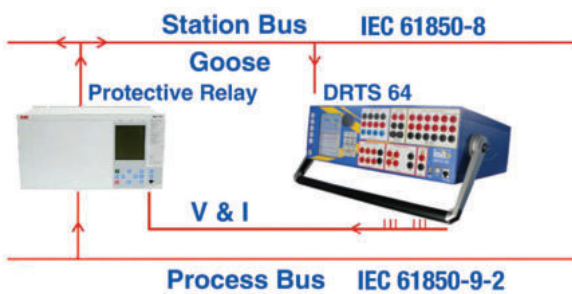 Station Bus IEC 61850-8
Goose
Protective Relay DRTS 64
V & I
Process Bus IEC 61850-9-2